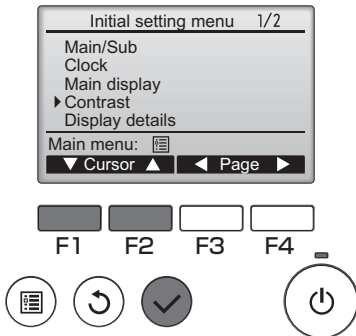 Initial setting menu 1/2
Main/Sub
Clock
Main display
Contrast
Display details
Main menu:
Cursor Page
F1 F2 F3 F4